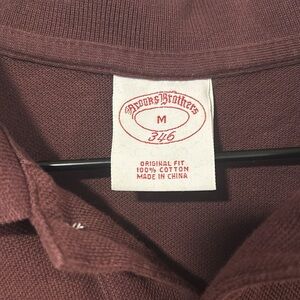 Brooks Brothers
M
346
ORIGINAL FIT
100% COTTON
MADE IN CHINA